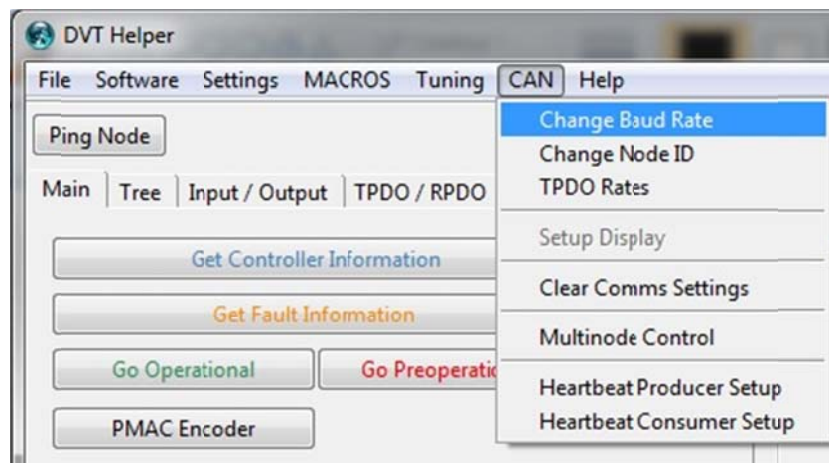 DVT Helper
File Software Settings MACROS Tuning CAN Help
Ping Node
Main Tree Input / Output TPDO / RPDO
Get Controller Information
Get Fault Information
Go Operational Go
PMAC Encoder
Change Baud Rate
Change Node ID
TPDO Rates
Setup Display
Clear Comms Settings
Multinode Control
Heartbeat Producer Setup
Heartbeat Consumer Setup